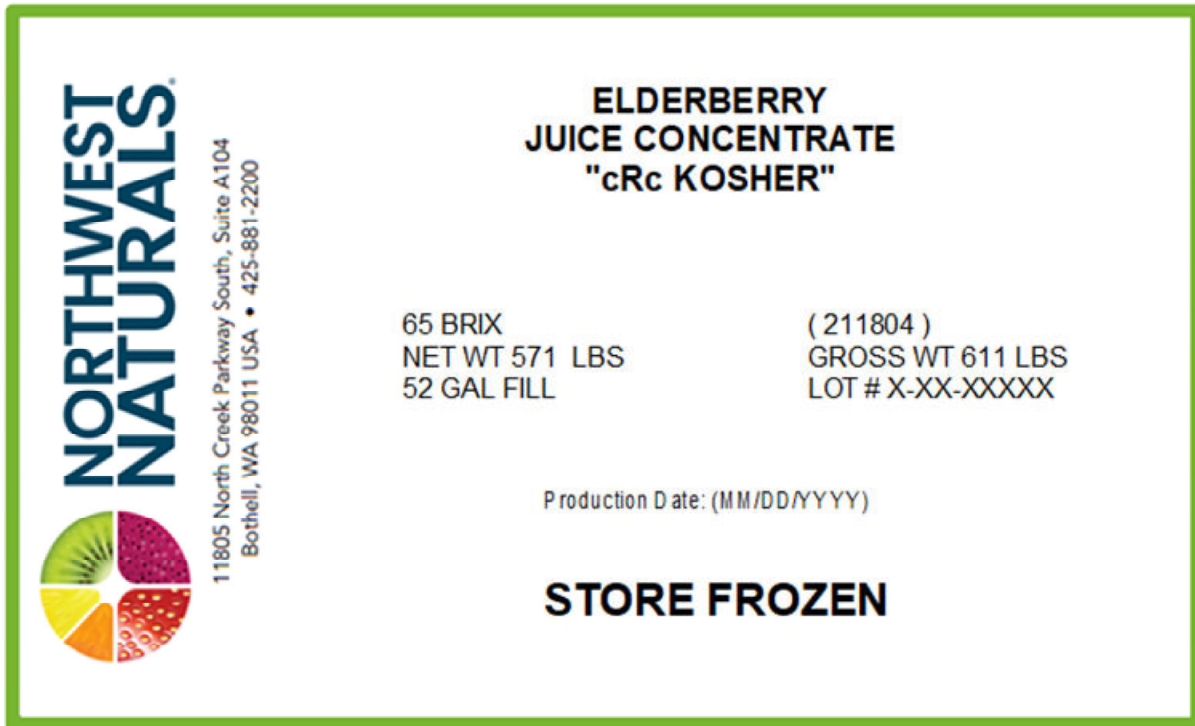 NORTHWEST
NATURALS®
11805 North Creek Parkway South, Suite A104
Bothell, WA 98011 USA • 425-881-2200
ELDERBERRY
JUICE CONCENTRATE
"cRc KOSHER"
65 BRIX
NET WT 571 LBS
52 GAL FILL
( 211804 )
GROSS WT 611 LBS
LOT # X-XX-XXXXX
Production Date: (MM/DD/YYYY)
STORE FROZEN